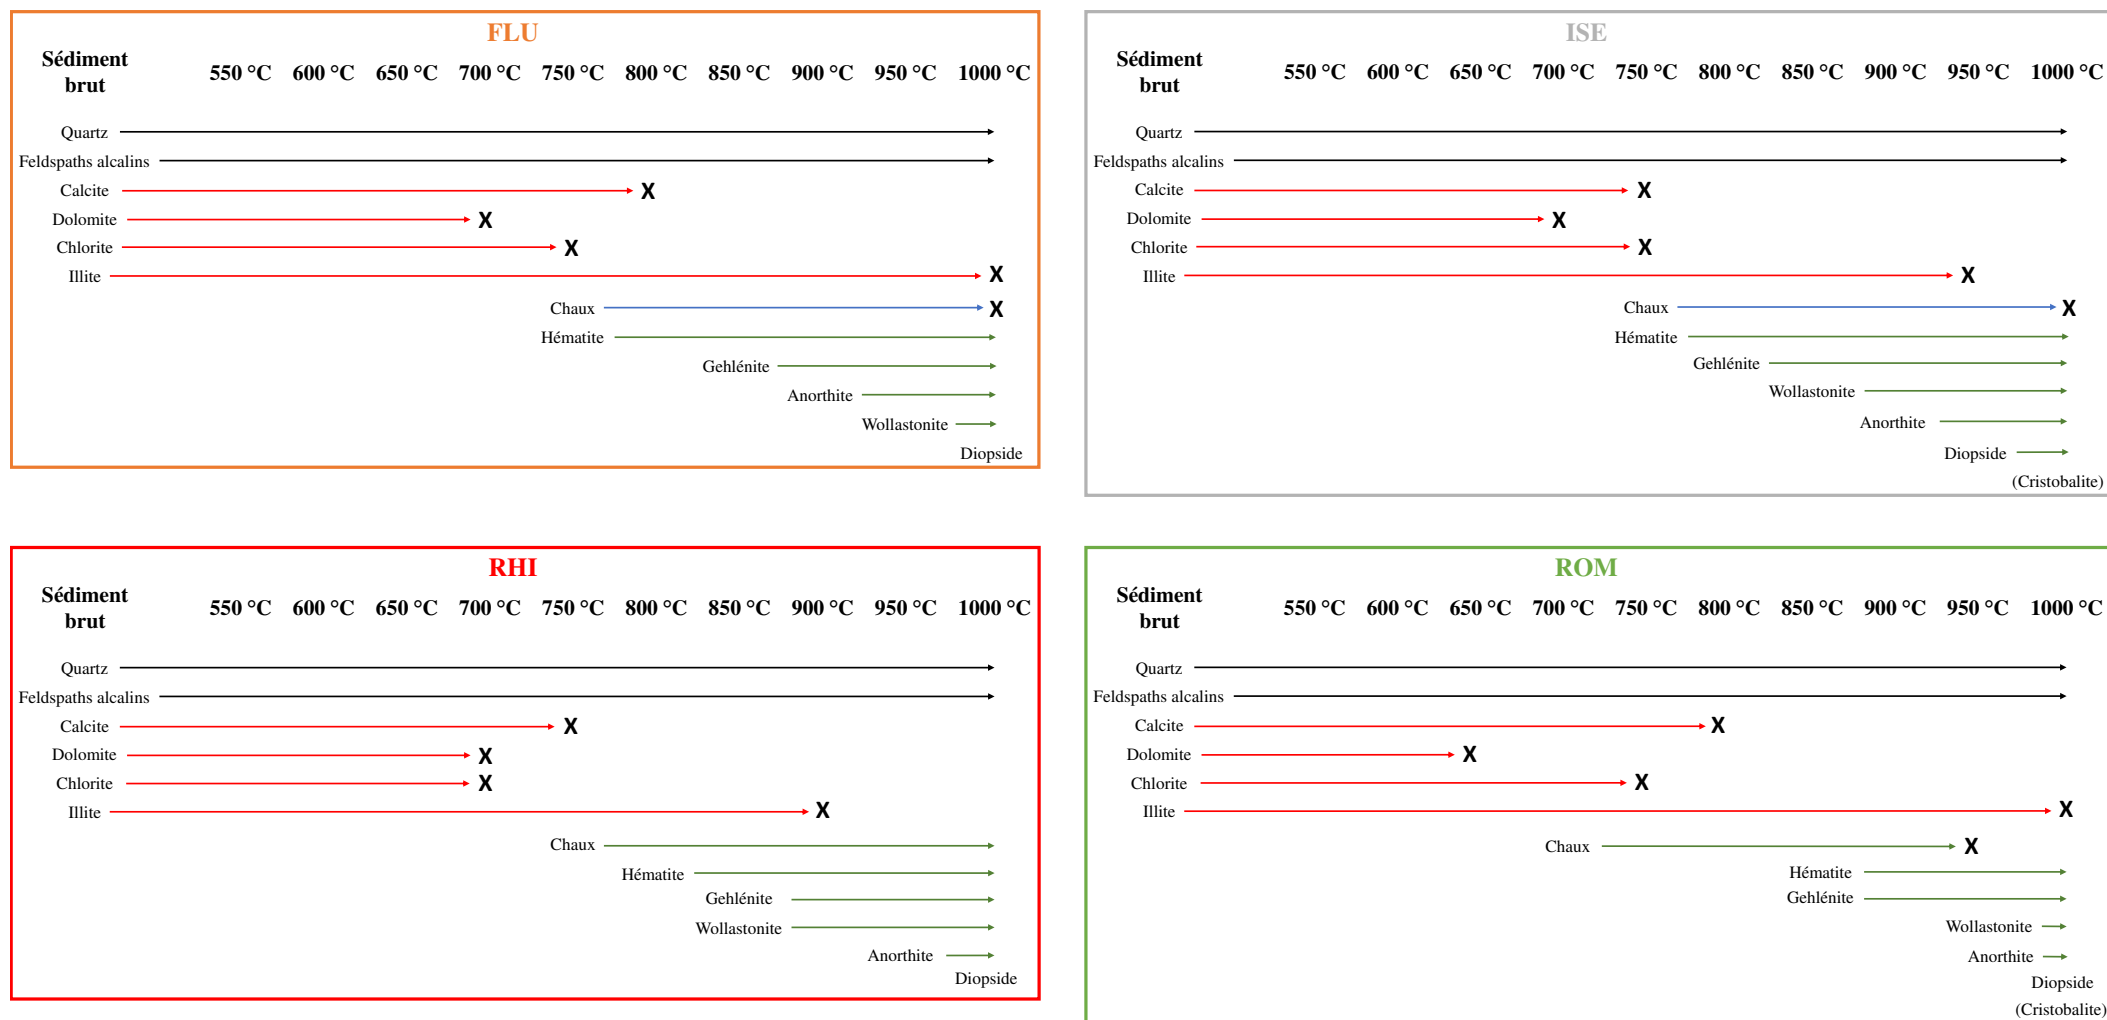 FLU
Sédiment
brut
550 °C 600 °C 650 °C 700 °C 750 °C 800 °C 850 °C 900 °C 950 °C 1000 °C
Quartz
Feldspaths alcalins
Calcite X
Dolomite X
Chlorite X
Illite X
Chaux X
Hématite
Gehlénite
Anorthite
Wollastonite
Diopside
ISE
Sédiment
brut
550 °C 600 °C 650 °C 700 °C 750 °C 800 °C 850 °C 900 °C 950 °C 1000 °C
Quartz
Feldspaths alcalins
Calcite X
Dolomite X
Chlorite X
Illite X
Chaux X
Hématite
Gehlénite
Wollastonite
Anorthite
Diopside
(Cristobalite)
RHI
Sédiment
brut
550 °C 600 °C 650 °C 700 °C 750 °C 800 °C 850 °C 900 °C 950 °C 1000 °C
Quartz
Feldspaths alcalins
Calcite X
Dolomite X
Chlorite X
Illite X
Chaux
Hématite
Gehlénite
Wollastonite
Anorthite
Diopside
ROM
Sédiment
brut
550 °C 600 °C 650 °C 700 °C 750 °C 800 °C 850 °C 900 °C 950 °C 1000 °C
Quartz
Feldspaths alcalins
Calcite X
Dolomite X
Chlorite X
Illite X
Chaux X
Hématite
Gehlénite
Wollastonite
Anorthite
Diopside
(Cristobalite)